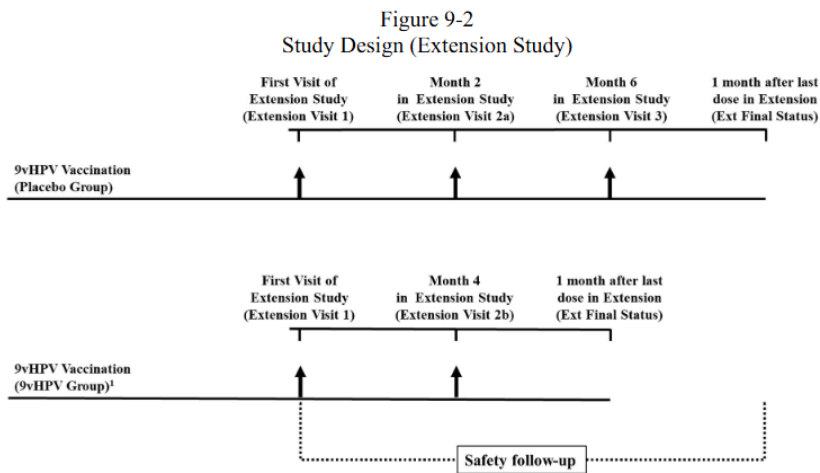 Figure 9-2
Study Design (Extension Study)
First Visit of
Extension Study
(Extension Visit 1)
Month 2
in Extension Study
(Extension Visit 2a)
Month 6
in Extension Study
(Extension Visit 3)
1 month after last
dose in Extension
(Ext Final Status)
9vHPV Vaccination
(Placebo Group)
First Visit of
Extension Study
(Extension Visit 1)
Month 4
in Extension Study
(Extension Visit 2b)
1 month after last
dose in Extension
(Ext Final Status)
9vHPV Vaccination
(9vHPV Group)¹
Safety follow-up